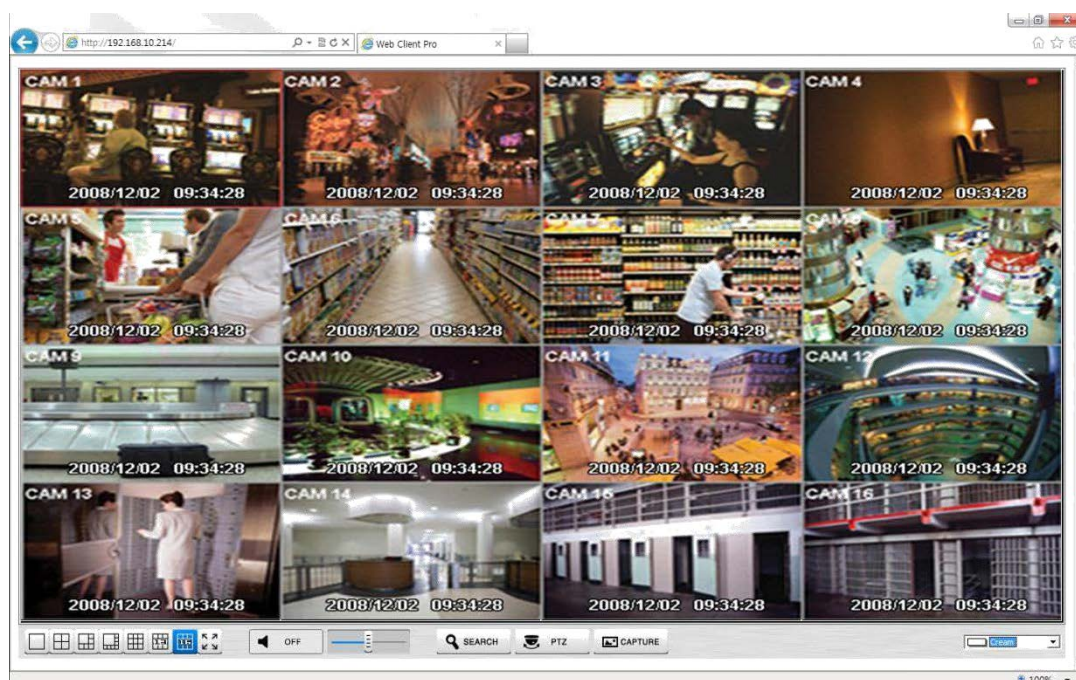 http://192.168.10.214/
Web Client Pro
CAM 1
2008/12/02 09:34:28
CAM 2
2008/12/02 09:34:28
CAM 3
2008/12/02 09:34:28
CAM 4
2008/12/02 09:34:28
CAM 5
2008/12/02 09:34:28
CAM 6
2008/12/02 09:34:28
CAM 7
2008/12/02 09:34:28
CAM 8
2008/12/02 09:34:28
CAM 9
2008/12/02 09:34:28
CAM 10
2008/12/02 09:34:28
CAM 11
2008/12/02 09:34:28
CAM 12
2008/12/02 09:34:28
CAM 13
2008/12/02 09:34:28
CAM 14
2008/12/02 09:34:28
CAM 15
2008/12/02 09:34:28
CAM 16
2008/12/02 09:34:28
OFF
SEARCH
PTZ
CAPTURE
Cream
100%